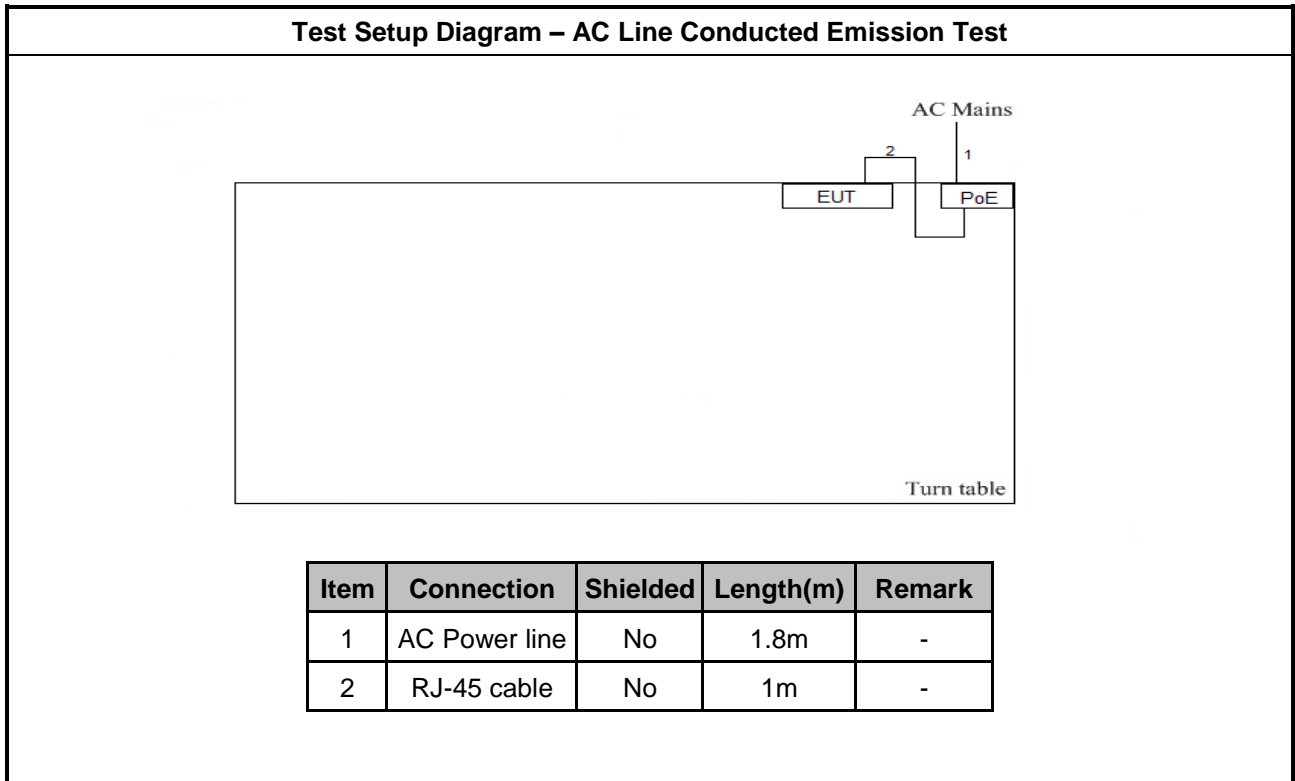 Test Setup Diagram – AC Line Conducted Emission Test
AC Mains
2
1
EUT
PoE
Turn table
Item Connection Shielded Length(m) Remark
1 AC Power line No 1.8m -
2 RJ-45 cable No 1m -